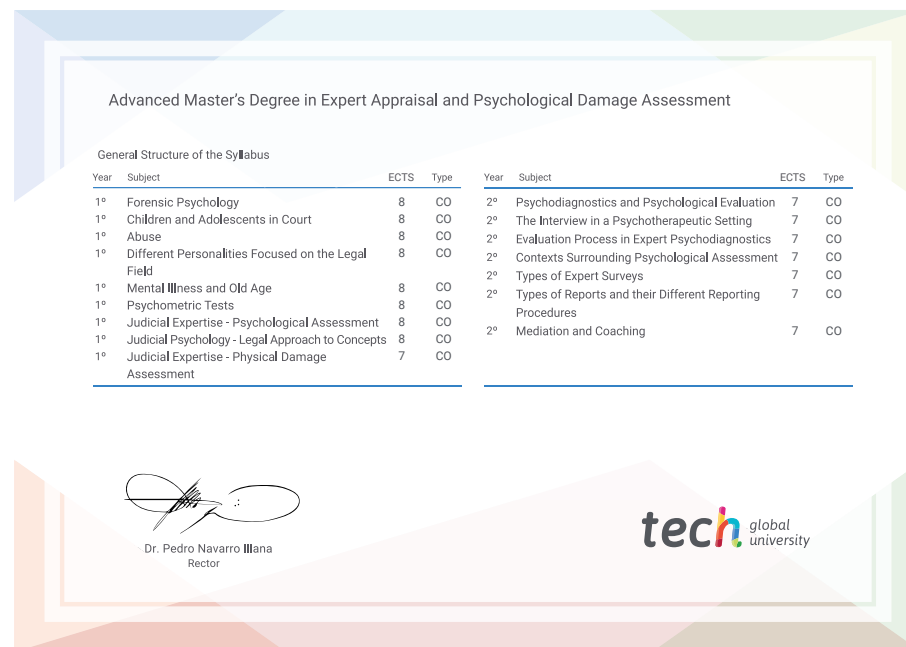 Advanced Master's Degree in Expert Appraisal and Psychological Damage Assessment
General Structure of the Syllabus
Year Subject ECTS Type
1º Forensic Psychology 8 CO
1º Children and Adolescents in Court 8 CO
1º Abuse 8 CO
1º Different Personalities Focused on the Legal 8 CO
Field
1º Mental Illness and Old Age 8 CO
1º Psychometric Tests 8 CO
1º Judicial Expertise - Psychological Assessment 8 CO
1º Judicial Psychology - Legal Approach to Concepts 8 CO
1º Judicial Expertise - Physical Damage 7 CO
Assessment
Year Subject ECTS Type
2º Psychodiagnostics and Psychological Evaluation 7 CO
2º The Interview in a Psychotherapeutic Setting 7 CO
2º Evaluation Process in Expert Psychodiagnostics 7 CO
2º Contexts Surrounding Psychological Assessment 7 CO
2º Types of Expert Surveys 7 CO
2º Types of Reports and their Different Reporting 7 CO
Procedures
2º Mediation and Coaching 7 CO
Dr. Pedro Navarro Illana
Rector
tech global
university